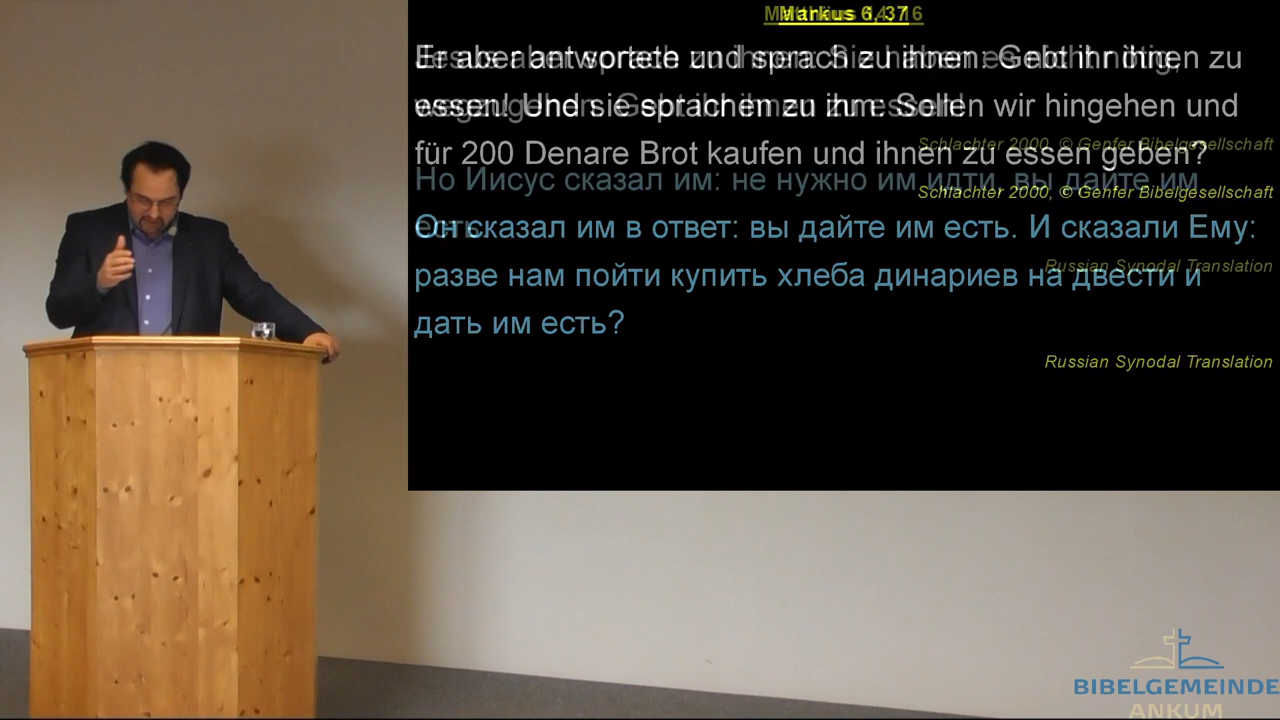 Markus 6,37
Er aber antwortete und sprach zu ihnen: Gebt ihr ihnen zu
essen! Und sie sprachen zu ihm: Sollen wir hingehen und
für 200 Denare Brot kaufen und ihnen zu essen geben?
Schlachter 2000, © Genfer Bibelgesellschaft
Но Иисус сказал им: не нужно им идти, вы дайте им
Schlachter 2000, © Genfer Bibelgesellschaft
Он сказал им в ответ: вы дайте им есть. И сказали Ему:
Russian Synodal Translation
разве нам пойти купить хлеба динариев на двести и
дать им есть?
Russian Synodal Translation
BIBELGEMEINDE
ANKUM